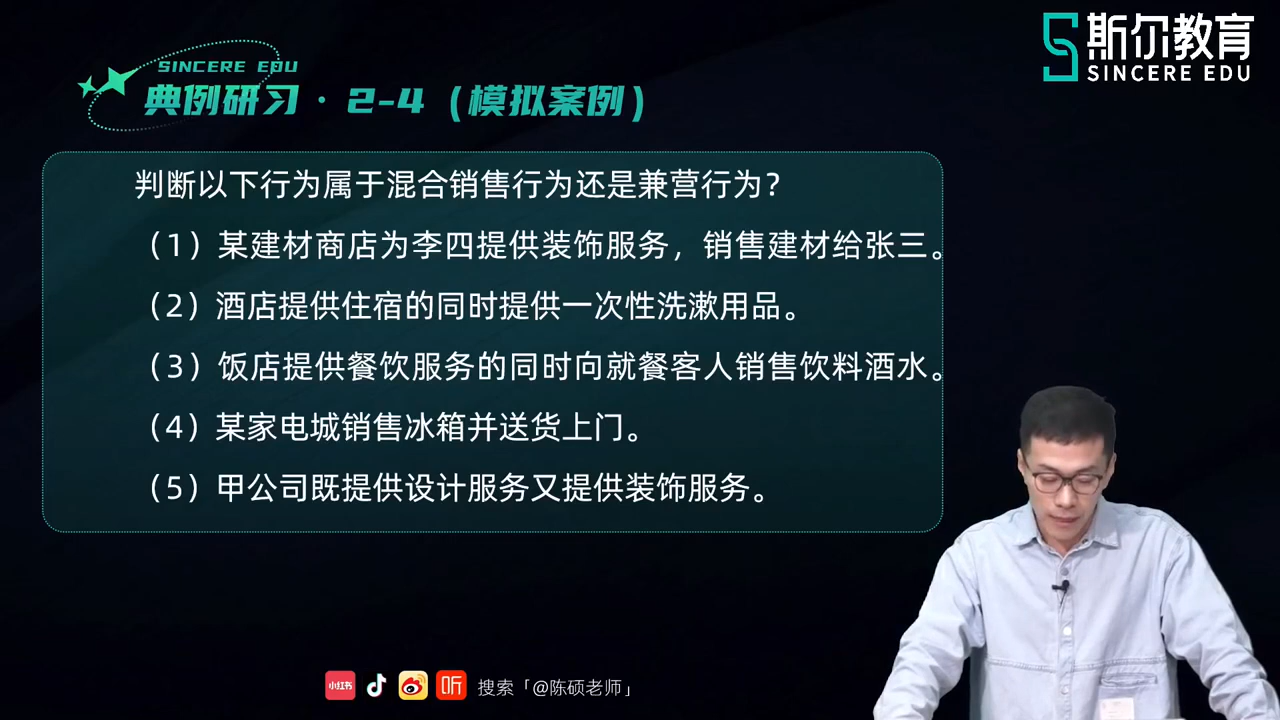 斯尔教育
SINCERE EDU
SINCERE EDU
典例研习·2-4（模拟案例）
判断以下行为属于混合销售行为还是兼营行为？
（1）某建材商店为李四提供装饰服务，销售建材给张三。
（2）酒店提供住宿的同时提供一次性洗漱用品。
（3）饭店提供餐饮服务的同时向就餐客人销售饮料酒水。
（4）某家电城销售冰箱并送货上门。
（5）甲公司既提供设计服务又提供装饰服务。
小红书 听 搜索「@陈硕老师」